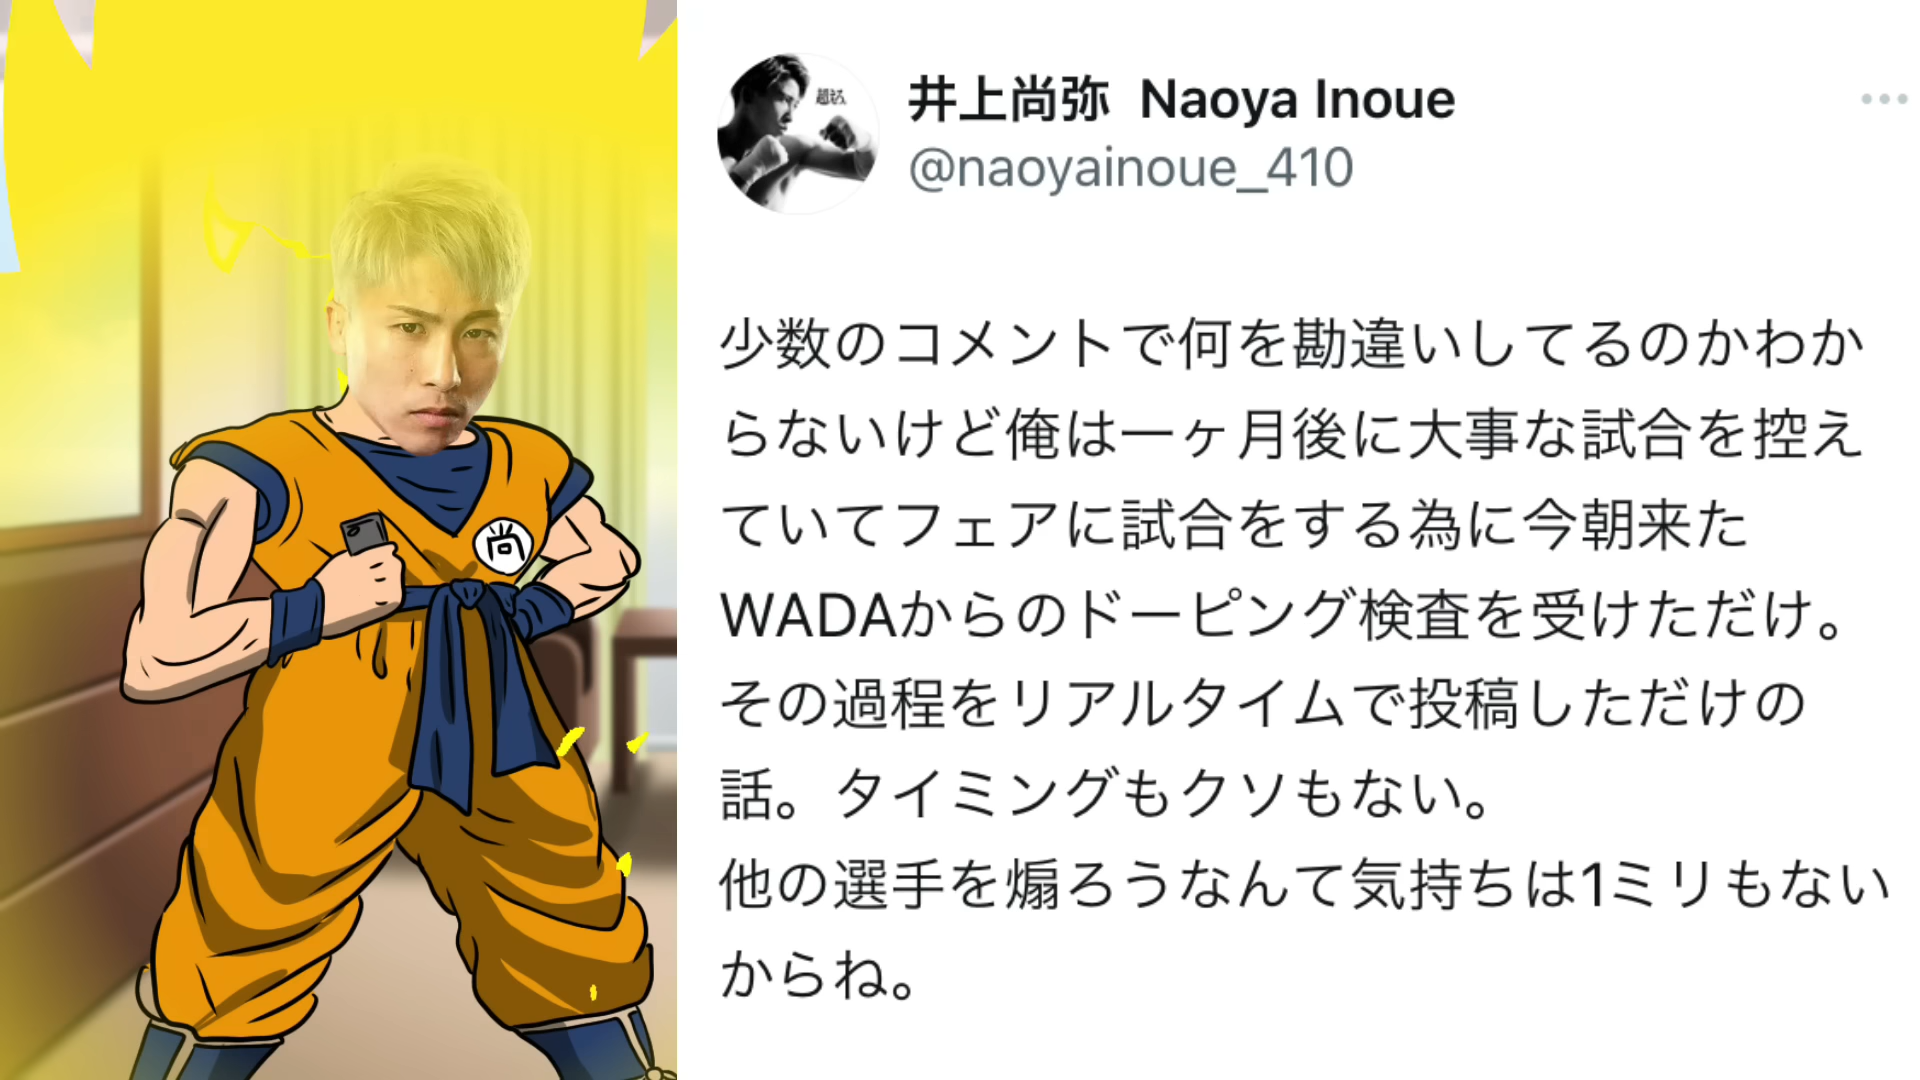 井上尚弥 Naoya Inoue
@naoyainoue_410
少数のコメントで何を勘違いしてるのかわか
らないけど俺は一ヶ月後に大事な試合を控え
ていてフェアに試合をする為に今朝来た
WADAからのドーピング検査を受けただけ。
その過程をリアルタイムで投稿しただけの
話。タイミングもクソもない。
他の選手を煽ろうなんて気持ちは1ミリもない
からね。
尚